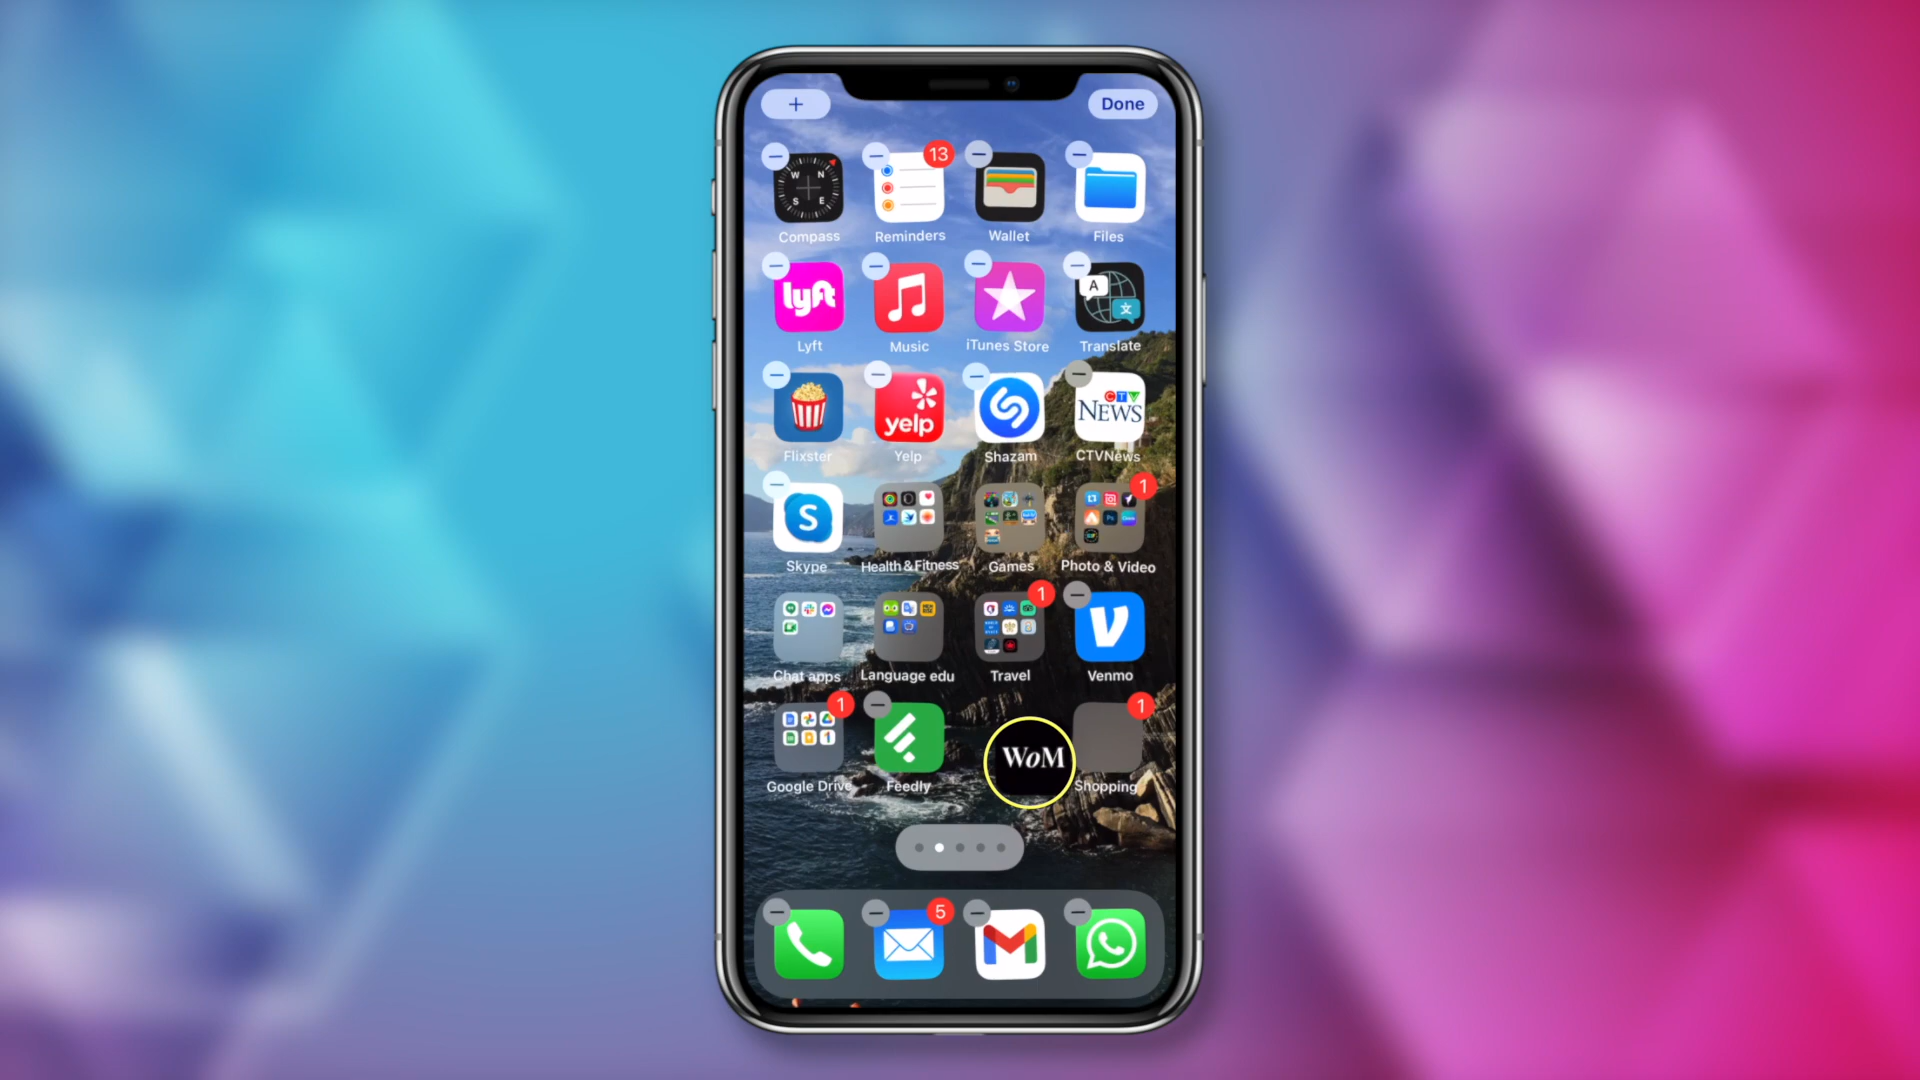 + Done
W N
S E
13
Compass Reminders Wallet Files
lyft
A 文
Lyft Music iTunes Store Translate
yelp
CTV
NEWS
Flixster Yelp Shazam CTVNews
S
1
Skype Health & Fitness Games Photo & Video
1
Chat apps Language edu Travel Venmo
1
1
WoM
Google Drive Feedly Shopping
5